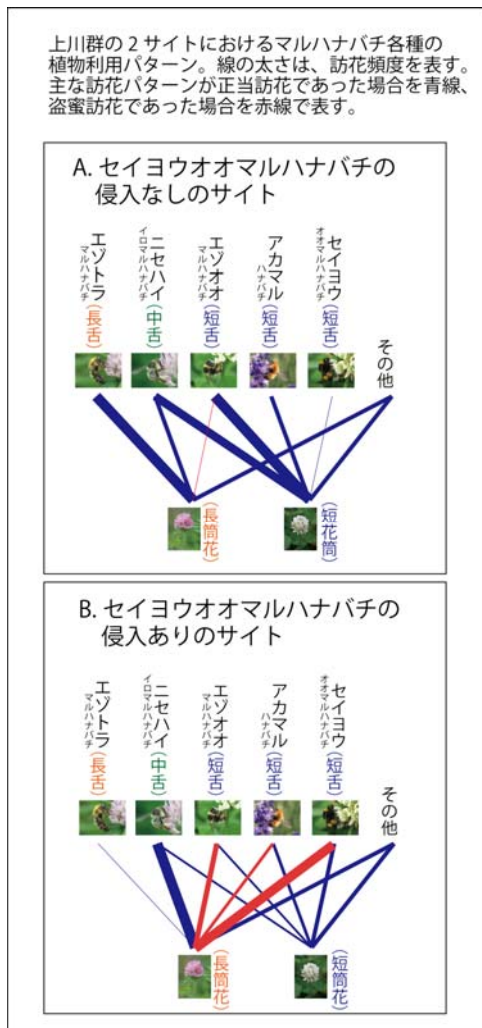 上川群の 2 サイトにおけるマルハナバチ各種の
植物利用パターン。線の太さは、訪花頻度を表す。
主な訪花パターンが正当訪花であった場合を青線、
盗蜜訪花であった場合を赤線で表す。
A. セイヨウオオマルハナバチの
侵入なしのサイト
エゾトラ
マルハナバチ
(長舌)
ニセハイ
イロマルハナバチ
(中舌)
エゾオオ
マルハナバチ
(短舌)
アカマル
ハナバチ
(短舌)
セイヨウ
オオマルハナバチ
(短舌)
その他
(長筒花)
(短花筒)
B. セイヨウオオマルハナバチの
侵入ありのサイト
エゾトラ
マルハナバチ
(長舌)
ニセハイ
イロマルハナバチ
(中舌)
エゾオオ
マルハナバチ
(短舌)
アカマル
ハナバチ
(短舌)
セイヨウ
オオマルハナバチ
(短舌)
その他
(長筒花)
(短筒花)